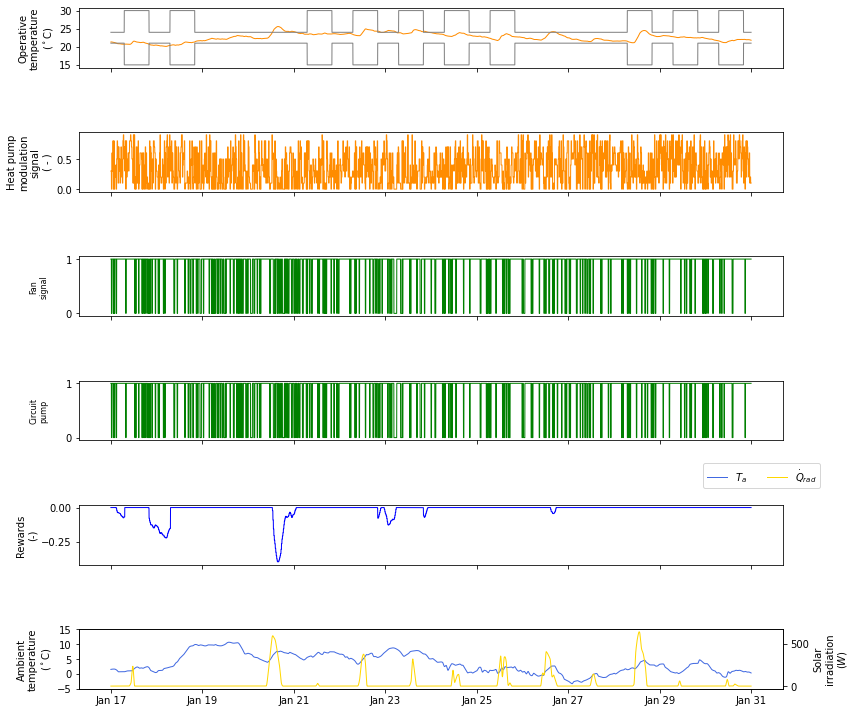 Operative
temperature
(°C)
30
25
20
15
Heat pump
modulation
signal
( - )
0.5
0.0
Fan
signal
1
0
Circuit
pump
1
0
T_a
Q̇_rad
Rewards
(-)
0.00
−0.25
Ambient
temperature
(°C)
15
10
5
0
−5
500
0
Solar
irradiation
(W)
Jan 17 Jan 19 Jan 21 Jan 23 Jan 25 Jan 27 Jan 29 Jan 31